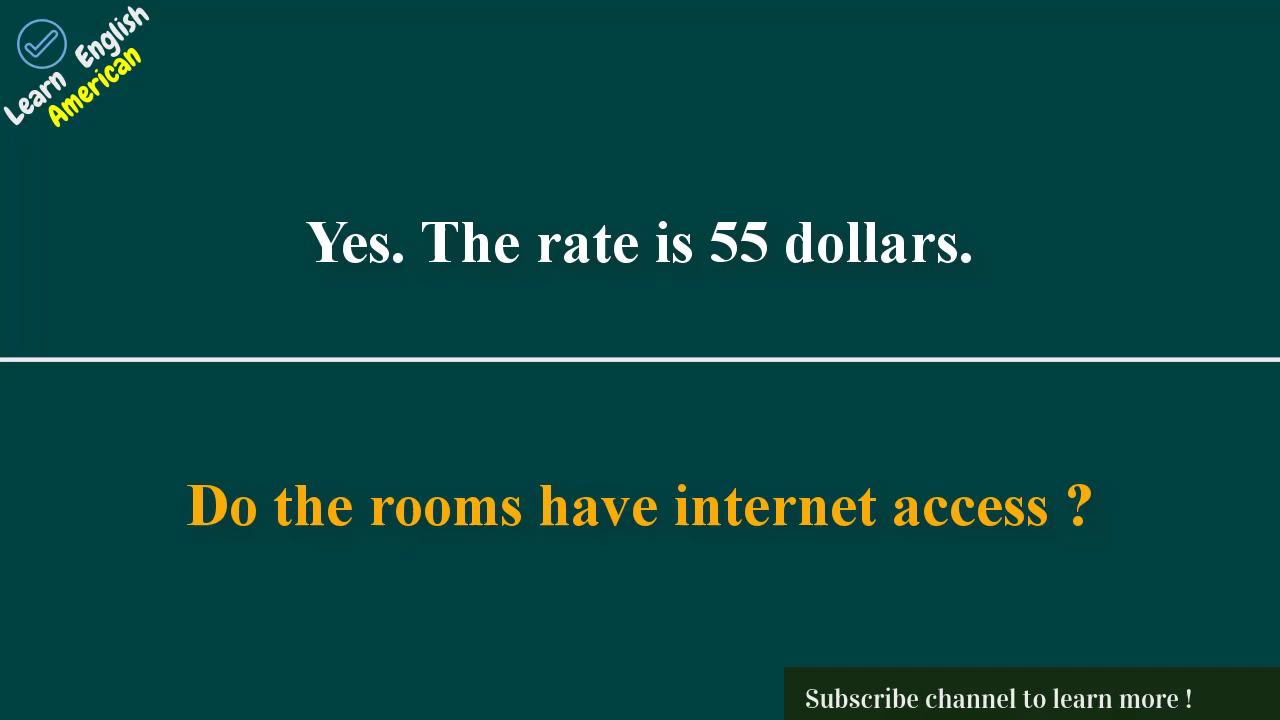 Learn English
American
Yes. The rate is 55 dollars.
Do the rooms have internet access ?
Subscribe channel to learn more !